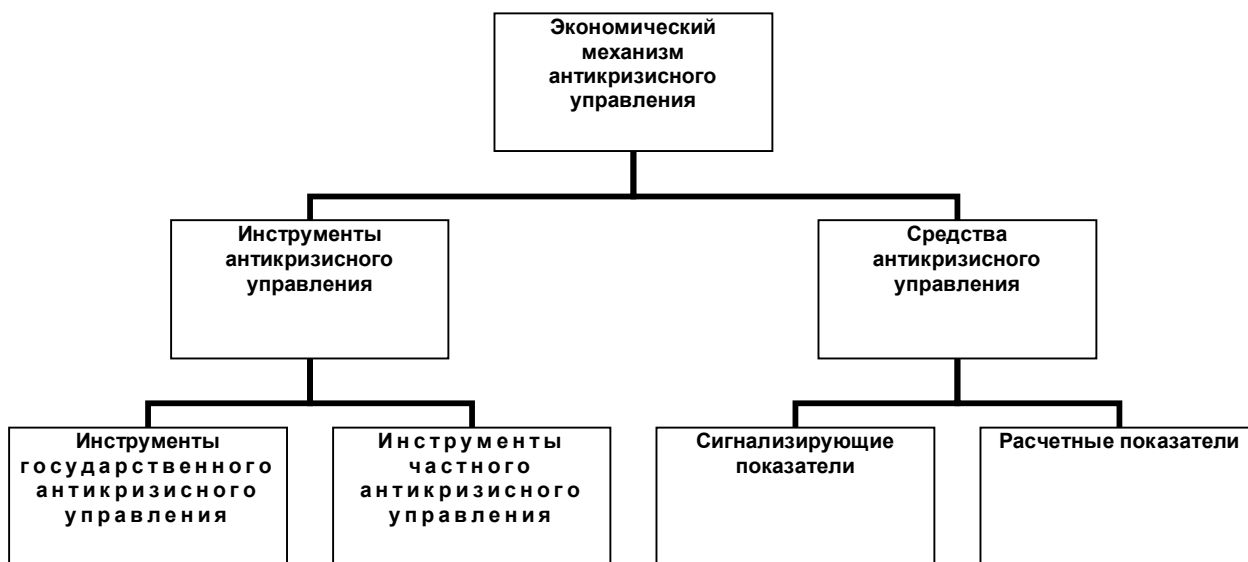 Экономический
механизм
антикризисного
управления
Инструменты
антикризисного
управления
Средства
антикризисного
управления
Инструменты
государственного
антикризисного
управления
Инструменты
частного
антикризисного
управления
Сигнализирующие
показатели
Расчетные показатели